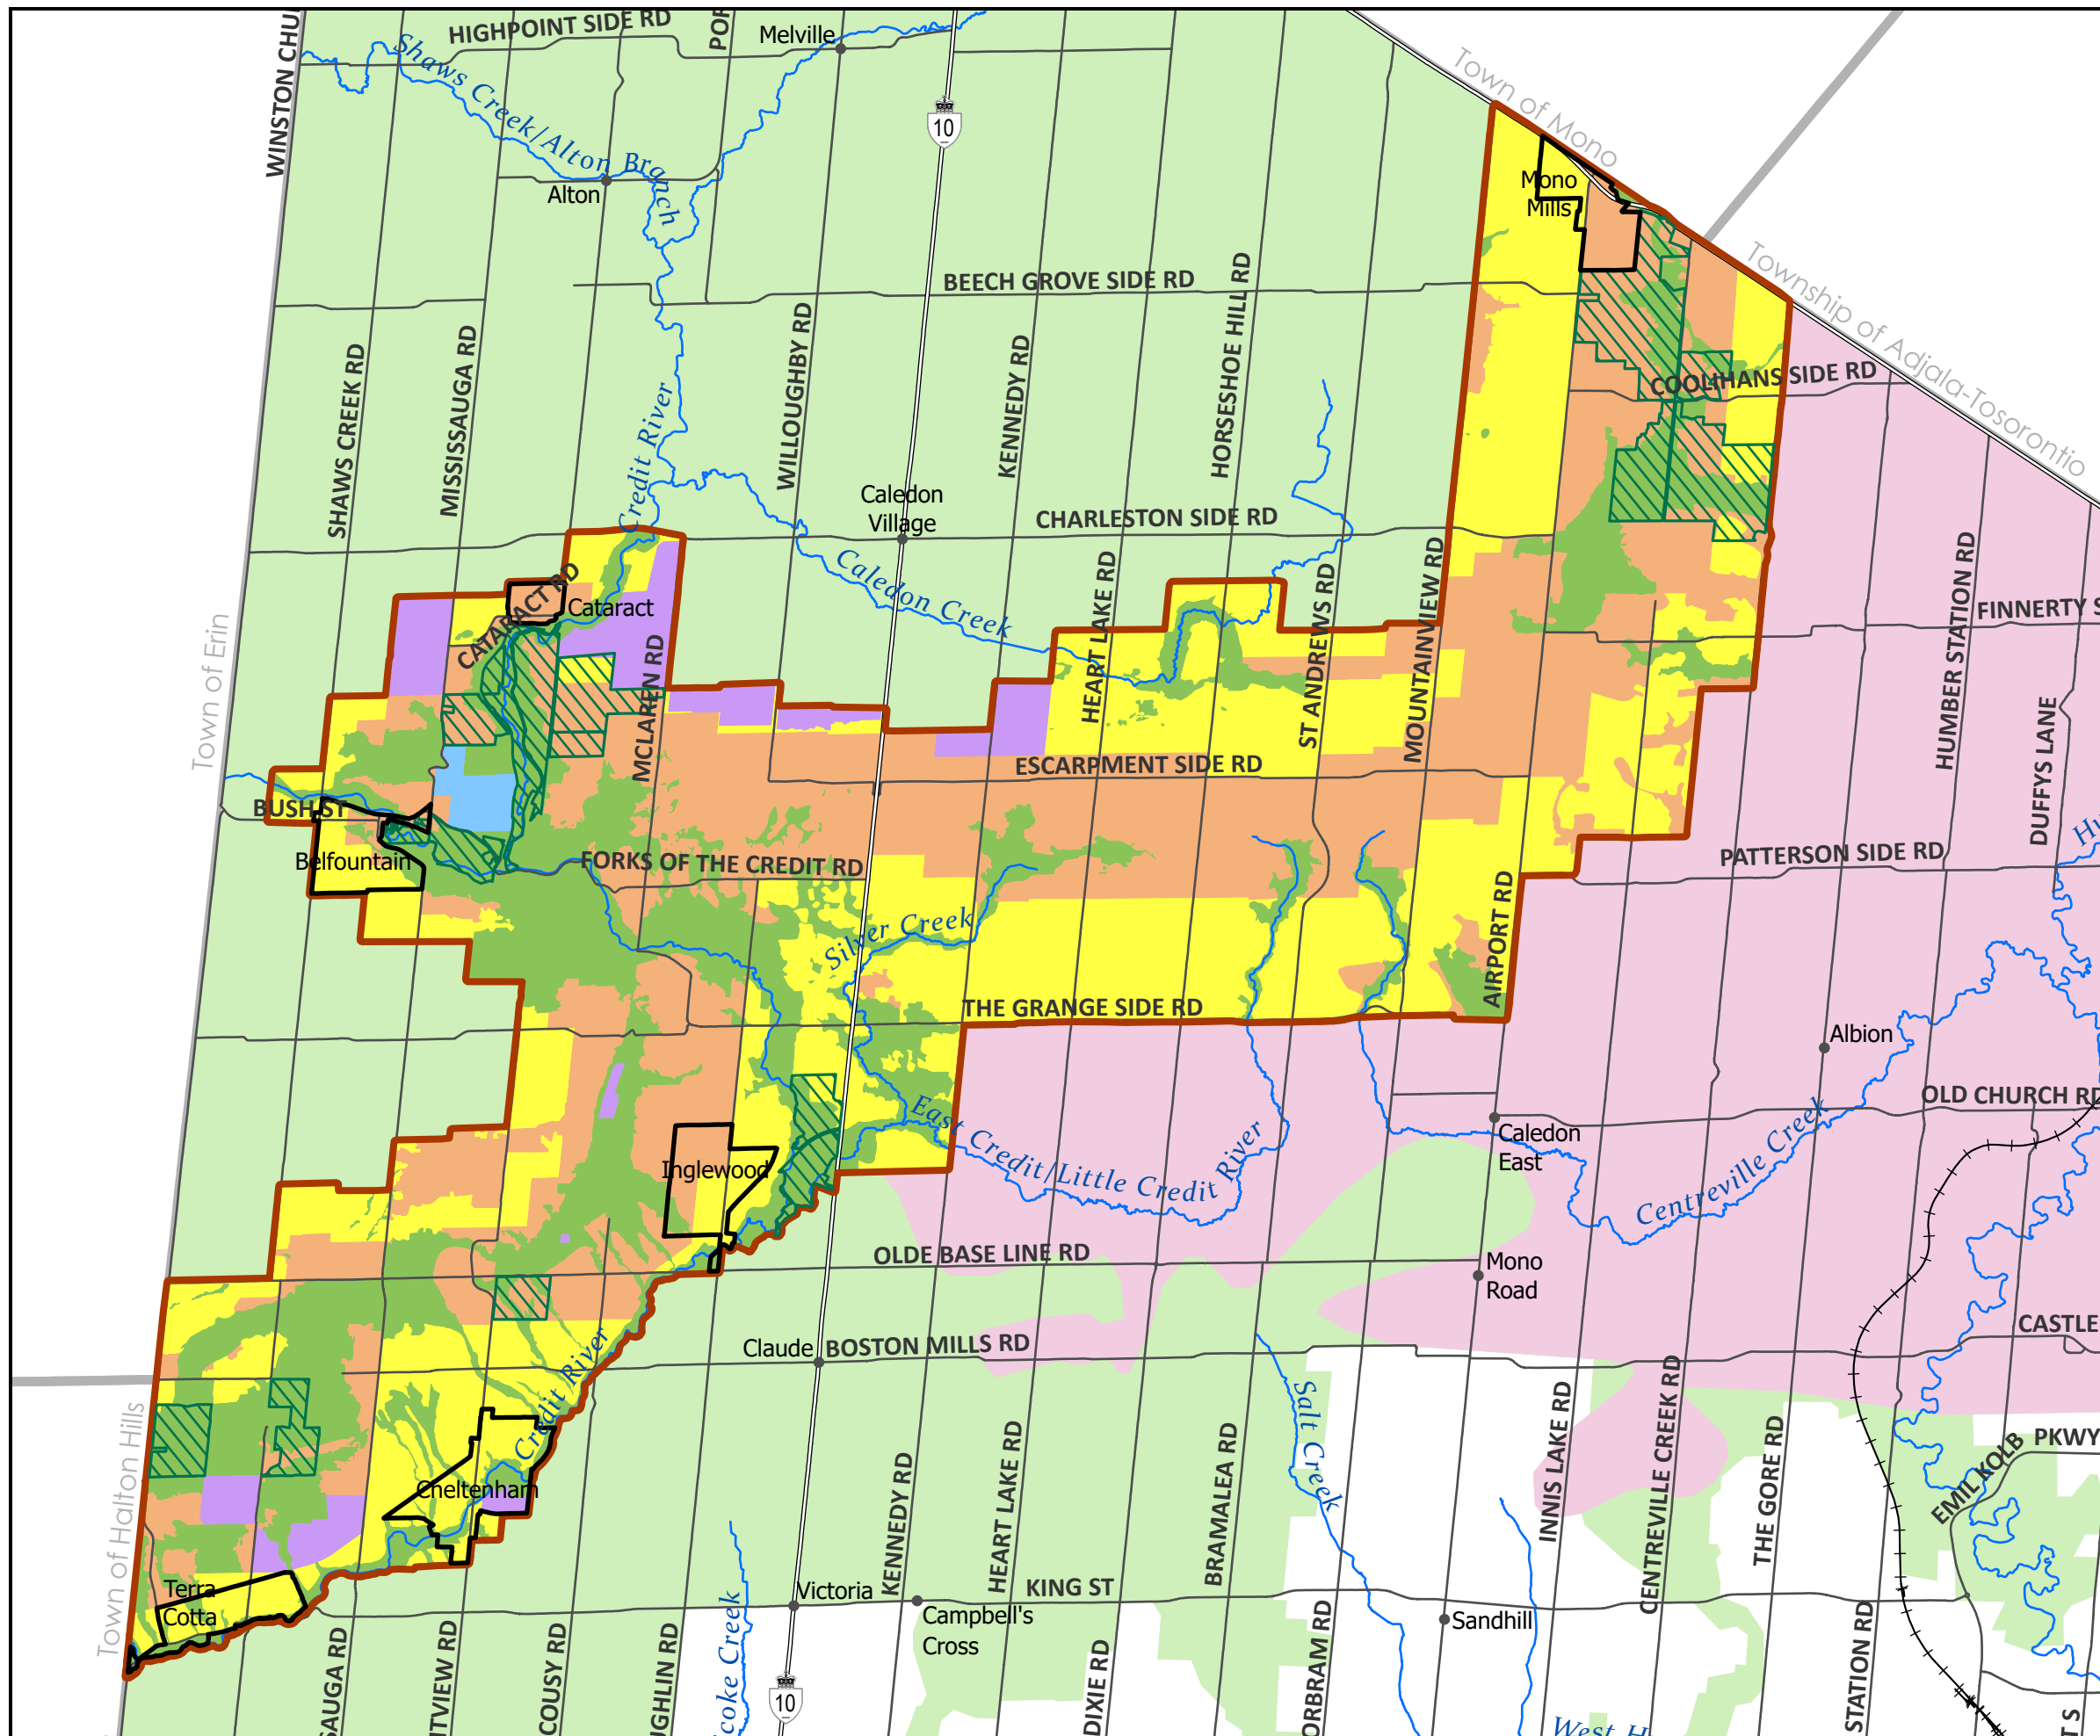 HIGHPOINT SIDE RD
Melville
Shaws Creek/Alton Branch
10
Town of Mono
Alton
Mono
Mills
Township of Adjala-Tosorontio
BEECH GROVE SIDE RD
HORSESHOE HILL RD
WILLOUGHBY RD
KENNEDY RD
MISSISSAUGA RD
SHAWS CREEK RD
COOLIHANS SIDE RD
Credit River
Caledon
Village
CHARLESTON SIDE RD
Caledon Creek
HEART LAKE RD
ST ANDREWS RD
MOUNTAINVIEW RD
HUMBER STATION RD
FINNERTY
CATARACT RD
Cataract
Town of Erin
MCLAREN RD
DUFFYS LANE
ESCARPMENT SIDE RD
BUSH ST
Belfountain
FORKS OF THE CREDIT RD
PATTERSON SIDE RD
Silver Creek
AIRPORT RD
THE GRANGE SIDE RD
Albion
OLD CHURCH RD
East Credit/Little Credit River
Caledon
East
Centreville Creek
Inglewood
OLDE BASE LINE RD
Mono
Road
CASTLE
Claude
BOSTON MILLS RD
Credit River
Salt Creek
Town of Halton Hills
KENNEDY RD
HEART LAKE RD
BRAMALEA RD
INNIS LAKE RD
CENTREVILLE CREEK RD
THE GORE RD
EMIL KOLB
PKWY
Cheltenham
Terra
Cotta
Victoria
KING ST
Campbell's
Cross
Sandhill
10
DIXIE RD
STATION RD
West